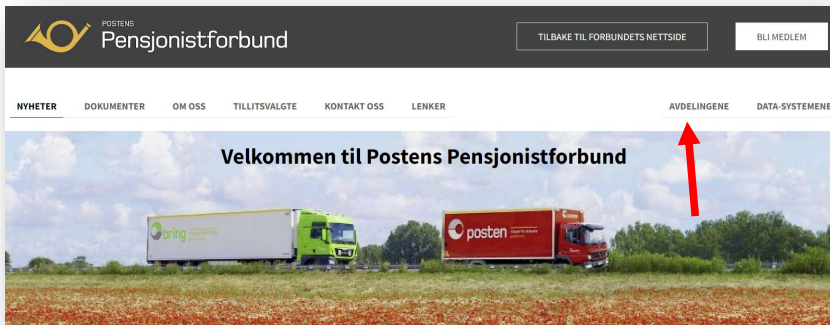 POSTENS
Pensjonistforbund
TILBAKE TIL FORBUNDETS NETTSIDE
BLI MEDLEM
NYHETER DOKUMENTER OM OSS TILLITSVALGTE KONTAKT OSS LENKER AVDELINGENE DATA-SYSTEMENE
Velkommen til Postens Pensjonistforbund
bring
posten